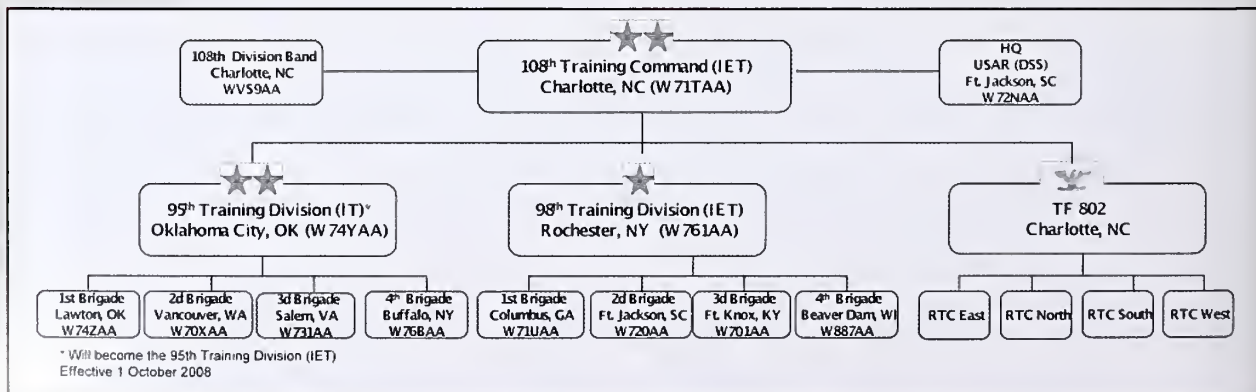 108th Division Band
Charlotte, NC
WVS9AA
108th Training Command (IET)
Charlotte, NC (W71TAA)
HQ
USAR (DSS)
Ft. Jackson, SC
W72NAA
95th Training Division (IT)*
Oklahoma City, OK (W74YAA)
98th Training Division (IET)
Rochester, NY (W761AA)
TF 802
Charlotte, NC
1st Brigade
Lawton, OK
W74ZAA
2d Brigade
Vancouver, WA
W70XAA
3d Brigade
Salem, VA
W731AA
4th Brigade
Buffalo, NY
W76BAA
1st Brigade
Columbus, GA
W71UAA
2d Brigade
Ft. Jackson, SC
W720AA
3d Brigade
Ft. Knox, KY
W701AA
4th Brigade
Beaver Dam, WI
W887AA
RTC East
RTC North
RTC South
RTC West
* Will become the 95th Training Division (IET)
Effective 1 October 2008